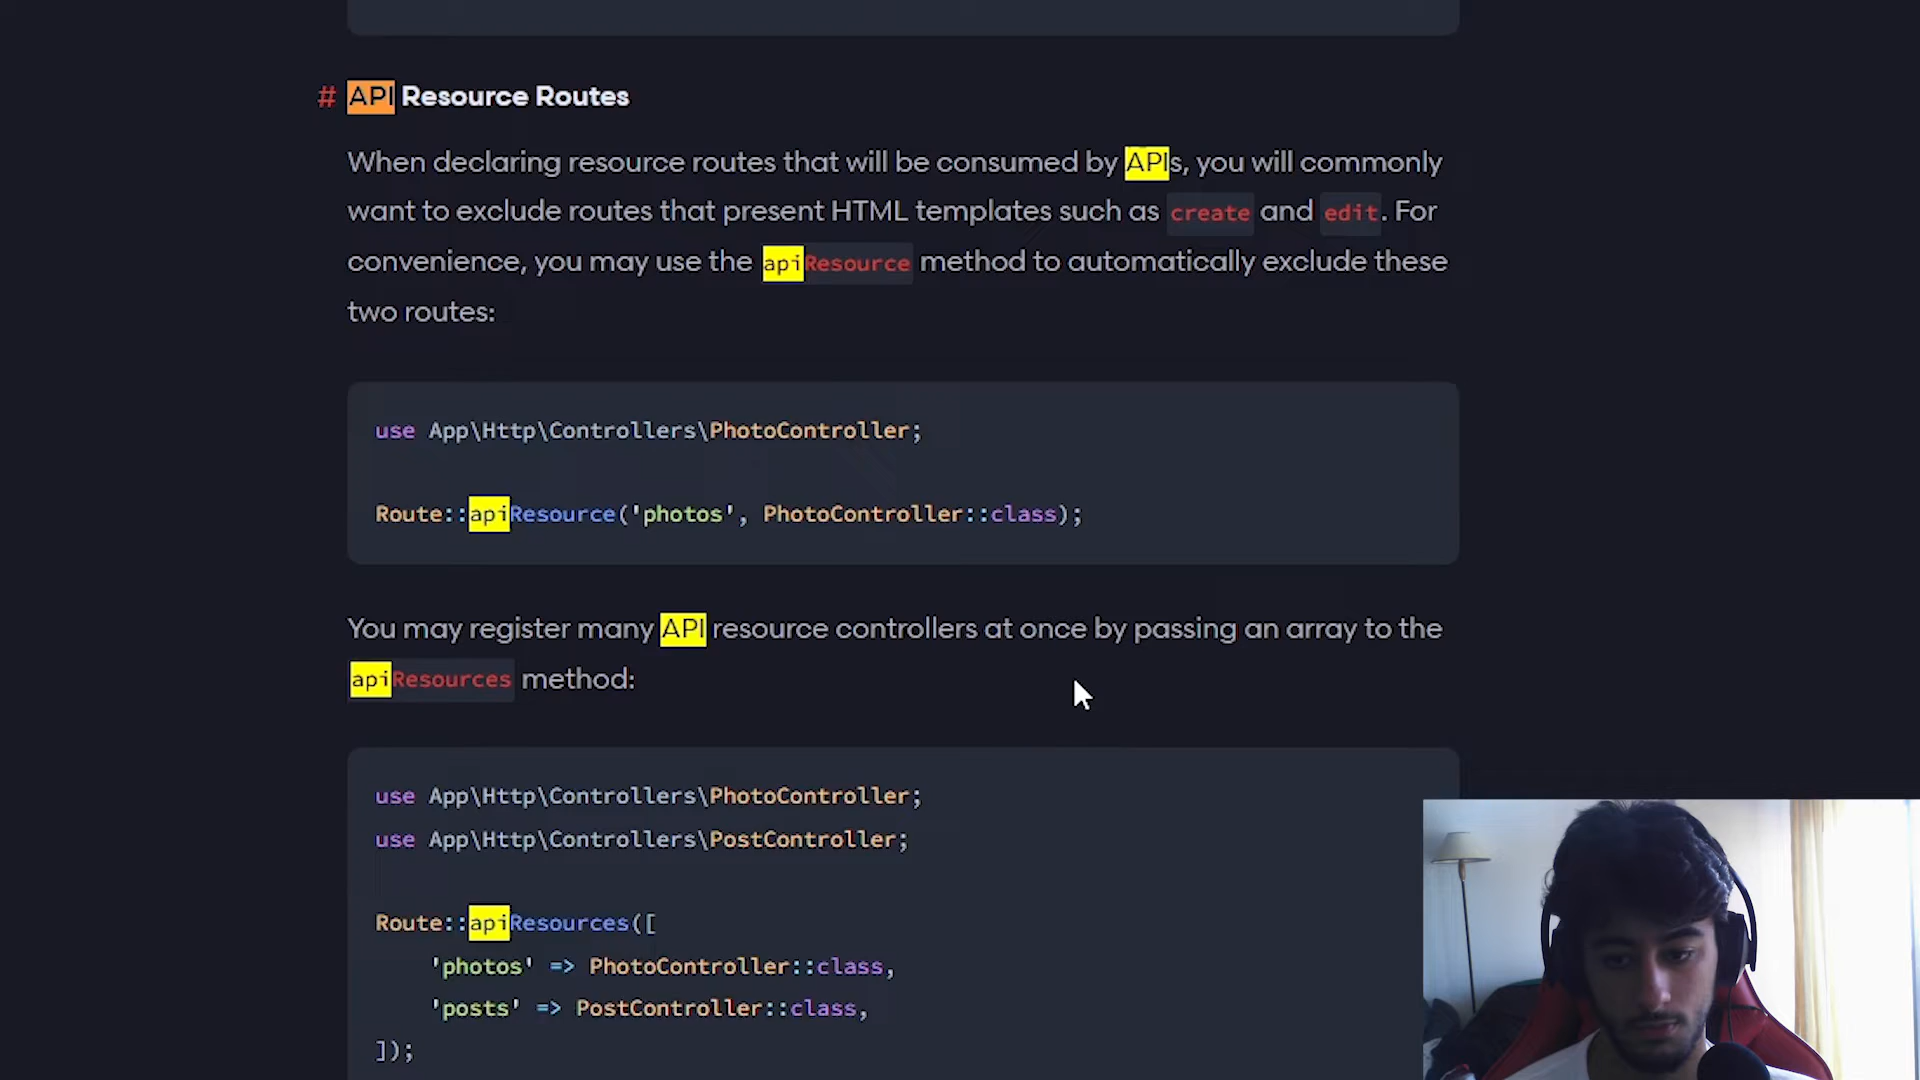 # API Resource Routes
When declaring resource routes that will be consumed by APIs, you will commonly
want to exclude routes that present HTML templates such as create and edit. For
convenience, you may use the apiResource method to automatically exclude these
two routes:
use App\Http\Controllers\PhotoController;
Route::apiResource('photos', PhotoController::class);
You may register many API resource controllers at once by passing an array to the
apiResources method:
use App\Http\Controllers\PhotoController;
use App\Http\Controllers\PostController;
Route::apiResources([
'photos' => PhotoController::class,
'posts' => PostController::class,
]);